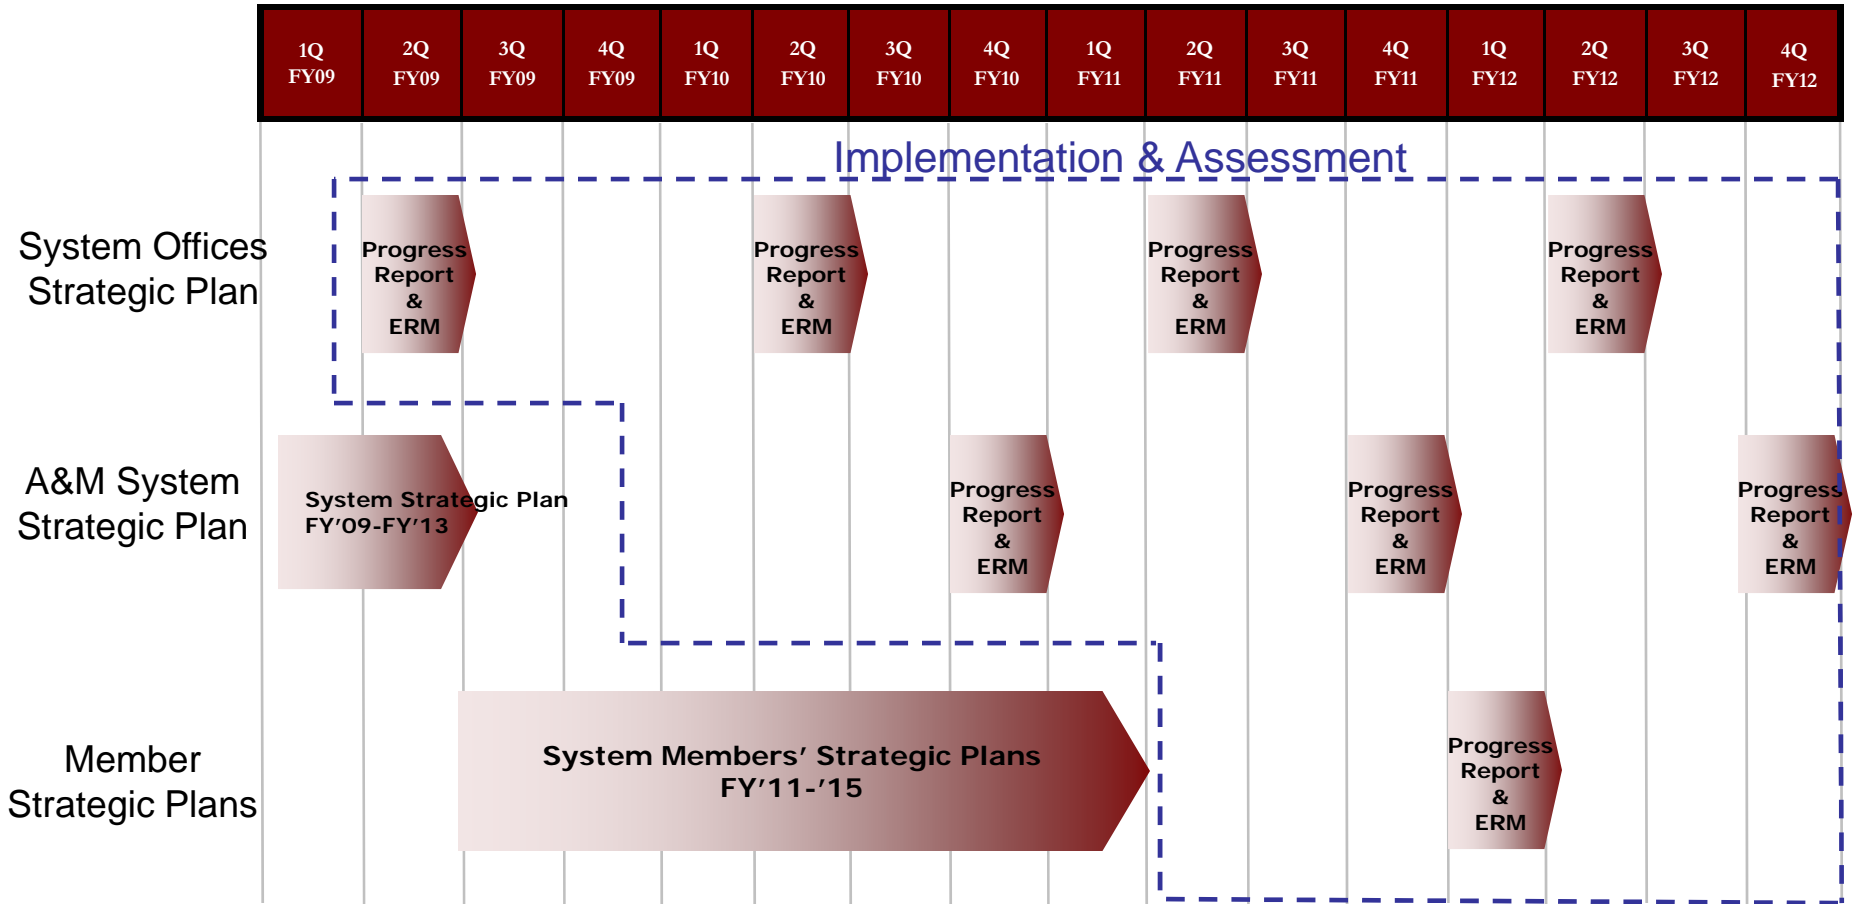 1Q
FY09
2Q
FY09
3Q
FY09
4Q
FY09
1Q
FY10
2Q
FY10
3Q
FY10
4Q
FY10
1Q
FY11
2Q
FY11
3Q
FY11
4Q
FY11
1Q
FY12
2Q
FY12
3Q
FY12
4Q
FY12
Implementation & Assessment
System Offices
Strategic Plan
Progress
Report
&
ERM
Progress
Report
&
ERM
Progress
Report
&
ERM
Progress
Report
&
ERM
A&M System
Strategic Plan
System Strategic Plan
FY'09-FY'13
Progress
Report
&
ERM
Progress
Report
&
ERM
Progress
Report
&
ERM
Member
Strategic Plans
System Members' Strategic Plans
FY'11-'15
Progress
Report
&
ERM